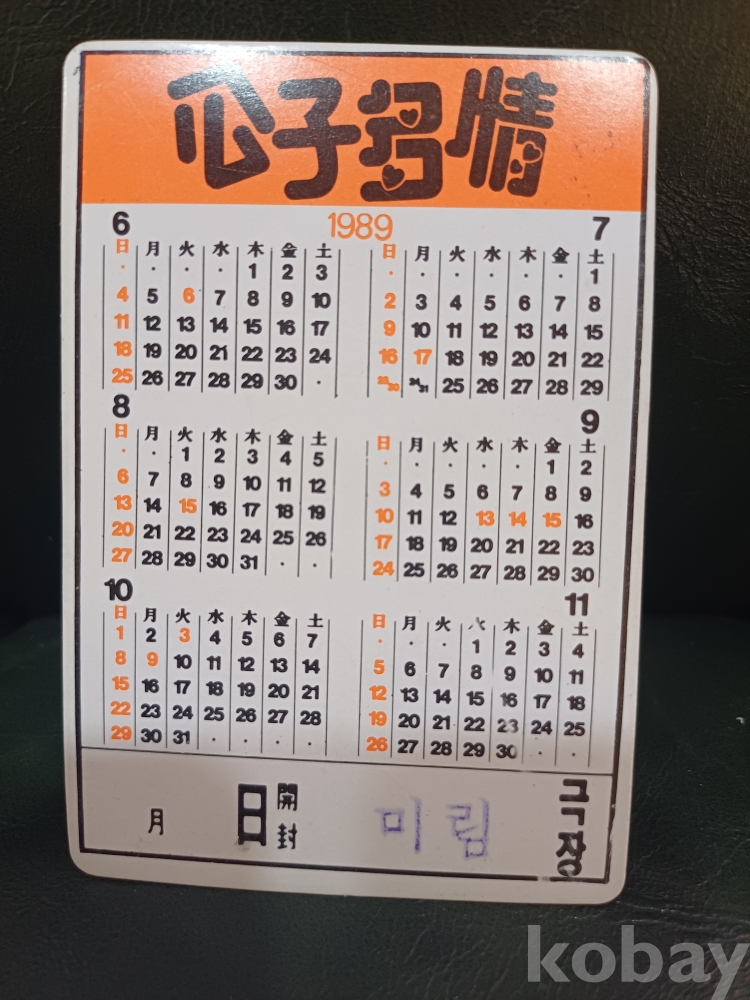 公子多情
1989
6
日 月 火 水 木 金 土
· · · · 1 2 3
4 5 6 7 8 9 10
11 12 13 14 15 16 17
18 19 20 21 22 23 24
25 26 27 28 29 30 ·
7
日 月 火 水 木 金 土
· · · · · · 1
2 3 4 5 6 7 8
9 10 11 12 13 14 15
16 17 18 19 20 21 22
23/30 24/31 25 26 27 28 29
8
日 月 火 水 木 金 土
· · 1 2 3 4 5
6 7 8 9 10 11 12
13 14 15 16 17 18 19
20 21 22 23 24 25 26
27 28 29 30 31 · ·
9
日 月 火 水 木 金 土
· · · · · 1 2
3 4 5 6 7 8 9
10 11 12 13 14 15 16
17 18 19 20 21 22 23
24 25 26 27 28 29 30
10
日 月 火 水 木 金 土
1 2 3 4 5 6 7
8 9 10 11 12 13 14
15 16 17 18 19 20 21
22 23 24 25 26 27 28
29 30 31 · · · ·
11
日 月 火 水 木 金 土
· · · 1 2 3 4
5 6 7 8 9 10 11
12 13 14 15 16 17 18
19 20 21 22 23 24 25
26 27 28 29 30 · ·
月 日 開封 미림 극장
kobay